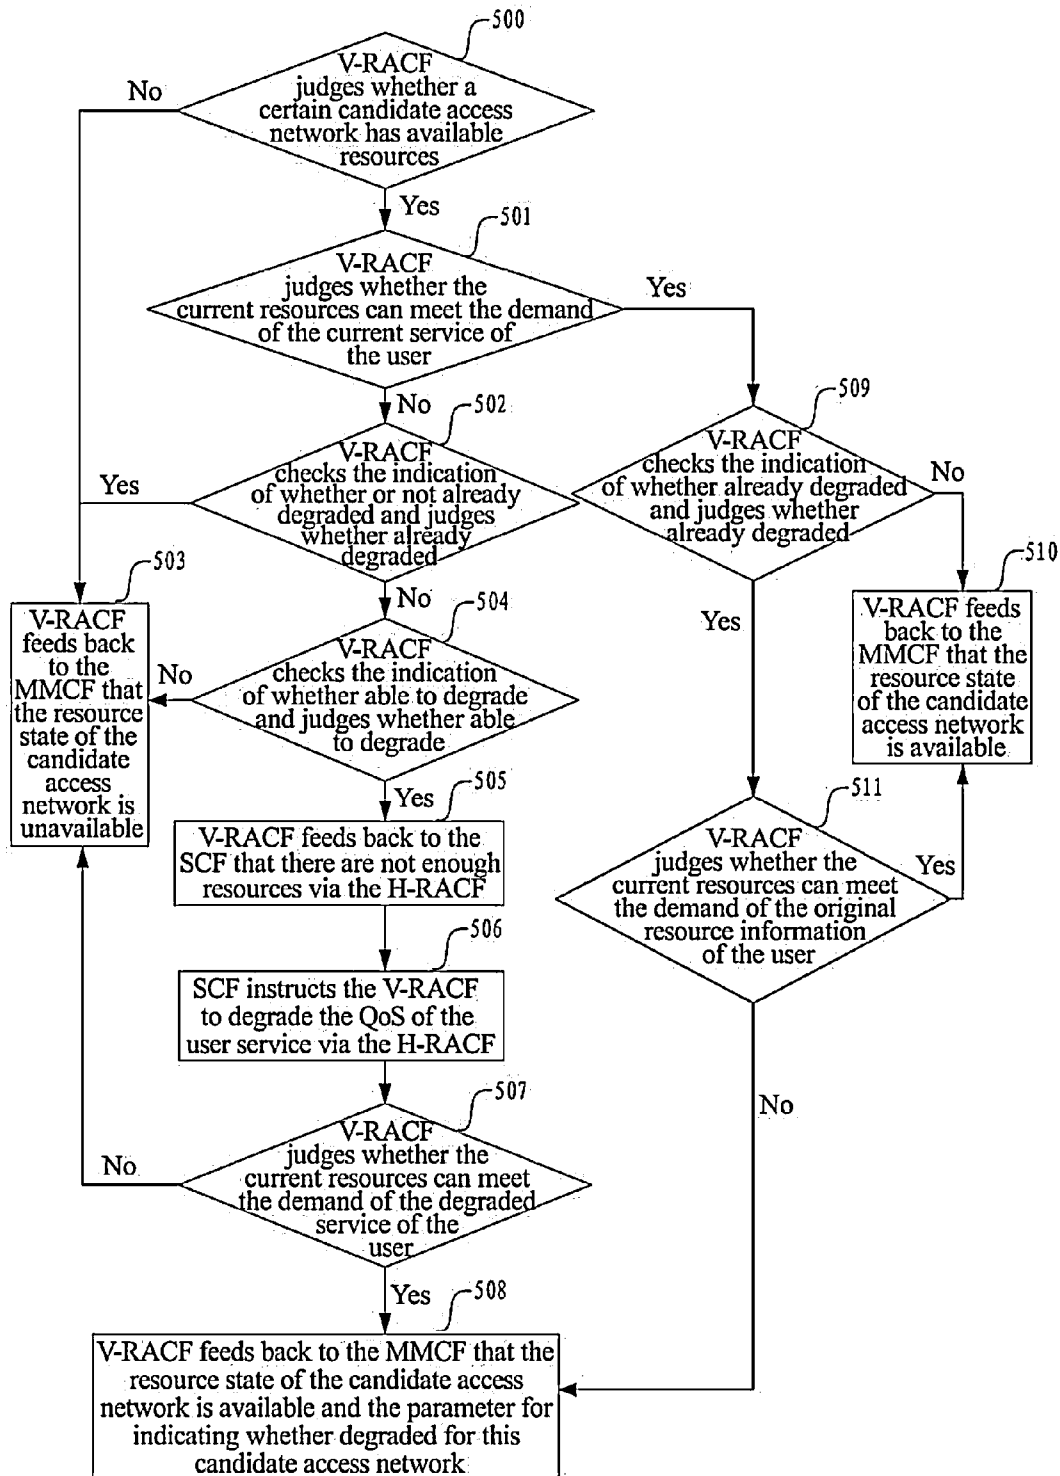 500
V-RACF
judges whether a
certain candidate access
network has available
resources
No
Yes
501
V-RACF
judges whether the
current resources can meet the demand
of the current service of
the user
Yes
No
502
V-RACF
checks the indication
of whether or not already
degraded and judges
whether already
degraded
Yes
509
V-RACF
checks the indication
of whether already degraded
and judges whether
already degraded
No
503
V-RACF
feeds back
to the
MMCF that
the resource
state of the
candidate
access
network is
unavailable
No
504
V-RACF
checks the indication
of whether able to degrade
and judges whether able
to degrade
No
Yes
510
V-RACF feeds
back to the
MMCF that the
resource state
of the candidate
access network
is available
Yes
505
V-RACF feeds back to the
SCF that there are not enough
resources via the H-RACF
511
V-RACF
judges whether the
current resources can meet
the demand of the original
resource information
of the user
Yes
506
SCF instructs the V-RACF
to degrade the QoS of the
user service via the H-RACF
507
V-RACF
judges whether the
current resources can meet
the demand of the degraded
service of the
user
No
No
Yes
508
V-RACF feeds back to the MMCF that the
resource state of the candidate access
network is available and the parameter for
indicating whether degraded for this
candidate access network